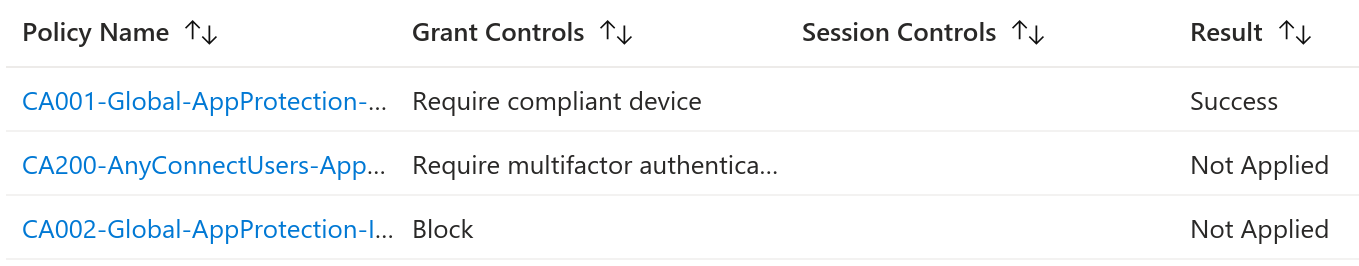 Policy Name ↑↓ Grant Controls ↑↓ Session Controls ↑↓ Result ↑↓
CA001-Global-AppProtection-... Require compliant device Success
CA200-AnyConnectUsers-App... Require multifactor authentica... Not Applied
CA002-Global-AppProtection-I... Block Not Applied